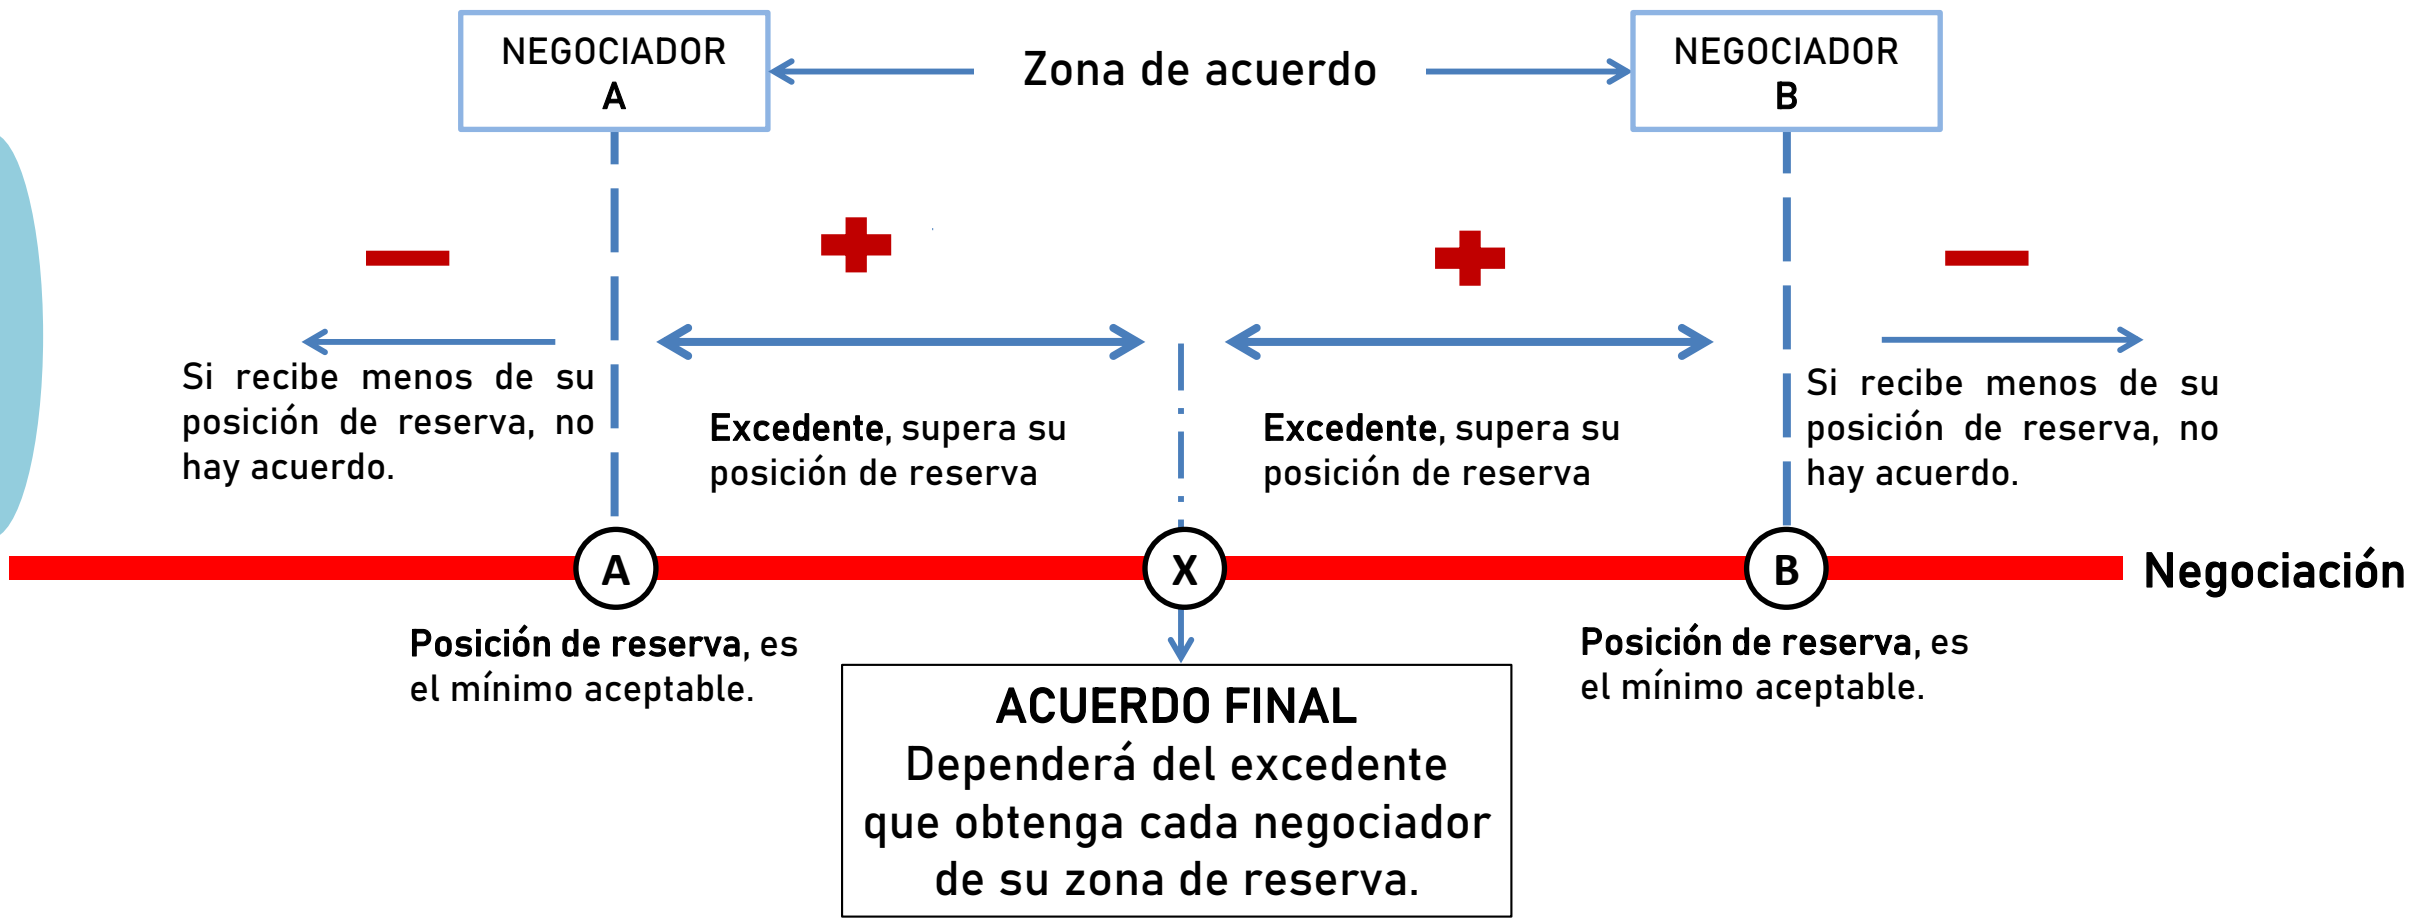 NEGOCIADOR
A
Zona de acuerdo
NEGOCIADOR
B
Si recibe menos de su
posición de reserva, no
hay acuerdo.
Excedente, supera su
posición de reserva
Excedente, supera su
posición de reserva
Si recibe menos de su
posición de reserva, no
hay acuerdo.
A
X
B
Negociación
Posición de reserva, es
el mínimo aceptable.
Posición de reserva, es
el mínimo aceptable.
ACUERDO FINAL
Dependerá del excedente
que obtenga cada negociador
de su zona de reserva.